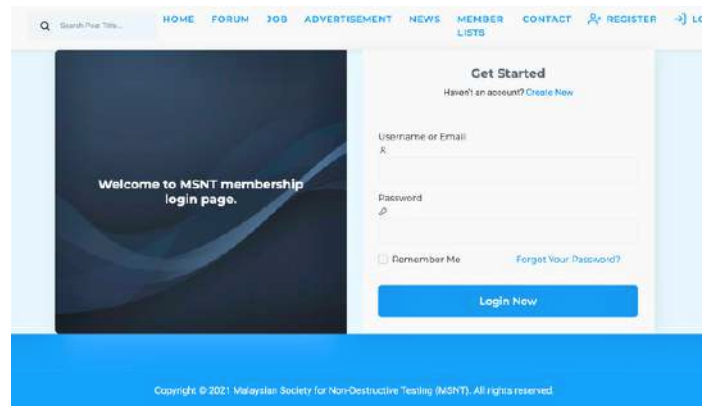 Search Post Title... HOME FORUM JOB ADVERTISEMENT NEWS MEMBER CONTACT REGISTER LO
LISTS
Get Started
Haven't an account? Create New
Username or Email
Welcome to MSNT membership
login page.
Password
Remember Me Forget Your Password?
Login Now
Copyright © 2021 Malaysian Society for Non-Destructive Testing (MSNT). All rights reserved.